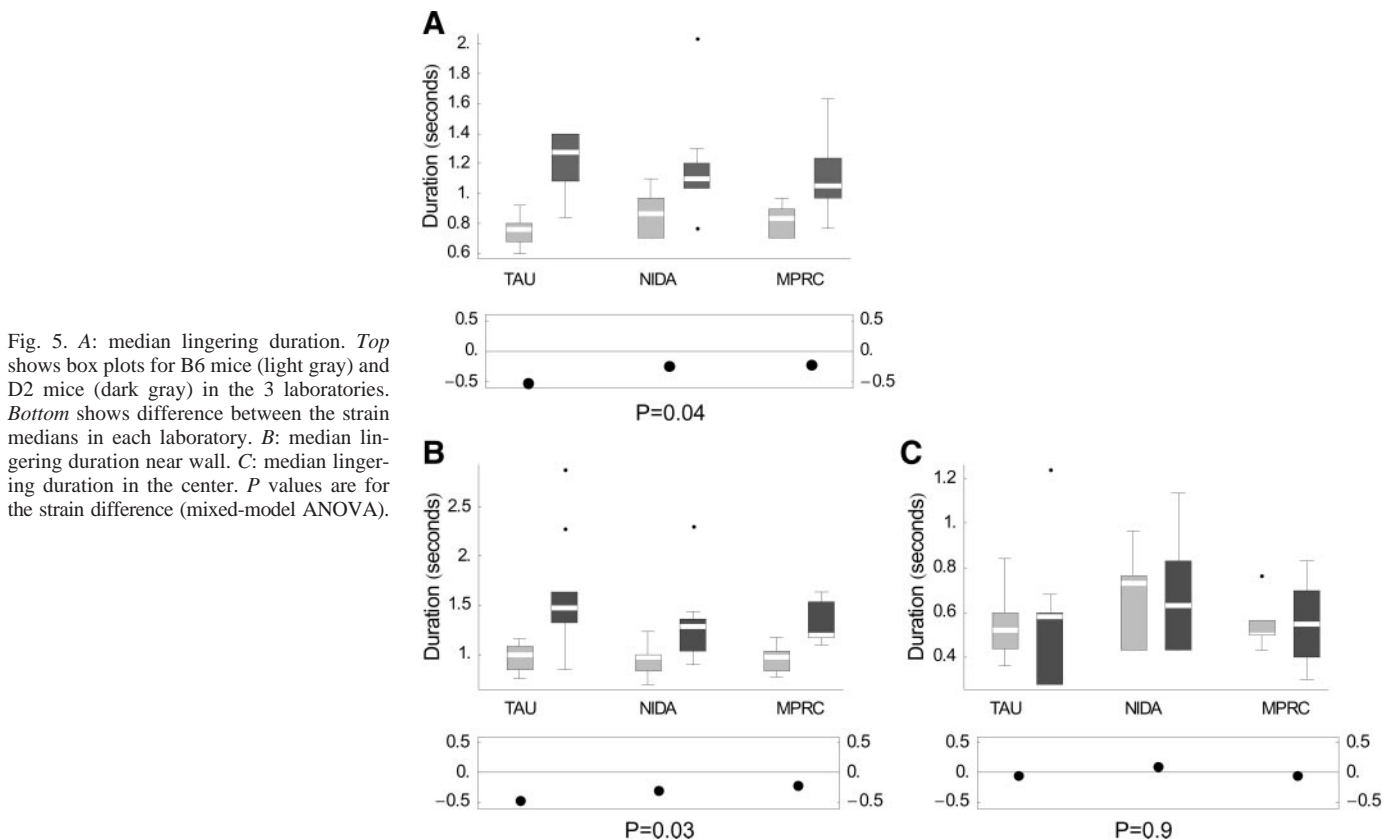 Fig. 5. A: median lingering duration. Top
shows box plots for B6 mice (light gray) and
D2 mice (dark gray) in the 3 laboratories.
Bottom shows difference between the strain
medians in each laboratory. B: median lin-
gering duration near wall. C: median linger-
ing duration in the center. P values are for
the strain difference (mixed-model ANOVA).
A
Duration (seconds)
2.
1.8
1.6
1.4
1.2
1.
0.8
0.6
TAU NIDA MPRC
0.5 0.5
0. 0.
−0.5 −0.5
P=0.04
B
Duration (seconds)
2.5
2.
1.5
1.
TAU NIDA MPRC
0.5 0.5
0. 0.
−0.5 −0.5
P=0.03
C
Duration (seconds)
1.2
1.
0.8
0.6
0.4
TAU NIDA MPRC
0.5 0.5
0. 0.
−0.5 −0.5
P=0.9